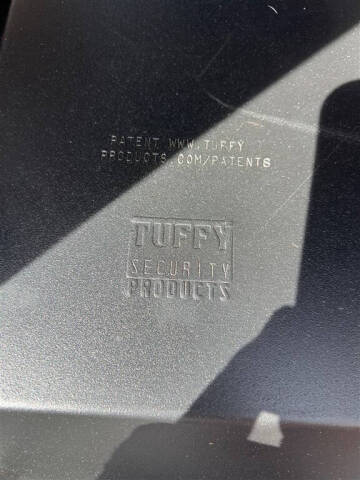 PATENT WWW.TUFFY
PRODUCTS.COM/PATENTS
TUFFY
SECURITY
PRODUCTS